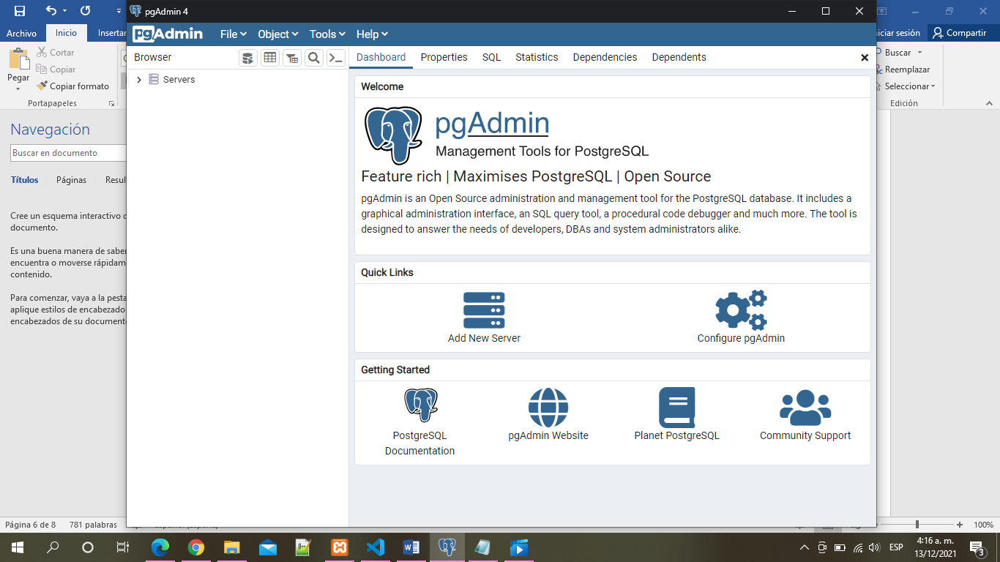 pgAdmin 4
Archivo
Inicio
Insertar
iciar sesión
Compartir
pgAdmin
File
Object
Tools
Help
Cortar
Copiar
Copiar formato
Pegar
Portapapeles
Buscar
Reemplazar
Seleccionar
Edición
Browser
Dashboard
Properties
SQL
Statistics
Dependencies
Dependents
Servers
Navegación
Buscar en documento
Títulos
Páginas
Resul
Cree un esquema interactivo d
documento.
Es una buena manera de saber
encuentra o moverse rápidam
contenido.
Para comenzar, vaya a la pesta
aplique estilos de encabezado
encabezados de su document
Welcome
pgAdmin
Management Tools for PostgreSQL
Feature rich | Maximises PostgreSQL | Open Source
pgAdmin is an Open Source administration and management tool for the PostgreSQL database. It includes a
graphical administration interface, an SQL query tool, a procedural code debugger and much more. The tool is
designed to answer the needs of developers, DBAs and system administrators alike.
Quick Links
Add New Server
Configure pgAdmin
Getting Started
PostgreSQL
Documentation
pgAdmin Website
Planet PostgreSQL
Community Support
Página 6 de 8
781 palabras
100%
ESP
4:16 a. m.
13/12/2021
3